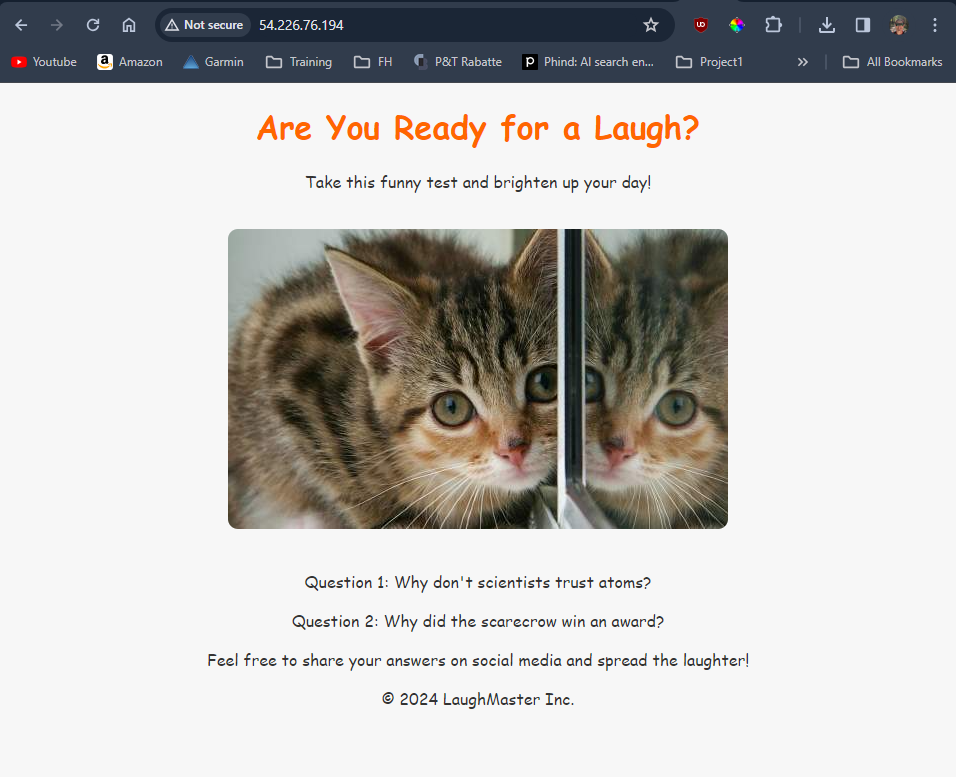 Not secure 54.226.76.194
Youtube Amazon Garmin Training FH P&T Rabatte Phind: AI search en... Project1 » All Bookmarks
Are You Ready for a Laugh?
Take this funny test and brighten up your day!
Question 1: Why don't scientists trust atoms?
Question 2: Why did the scarecrow win an award?
Feel free to share your answers on social media and spread the laughter!
© 2024 LaughMaster Inc.